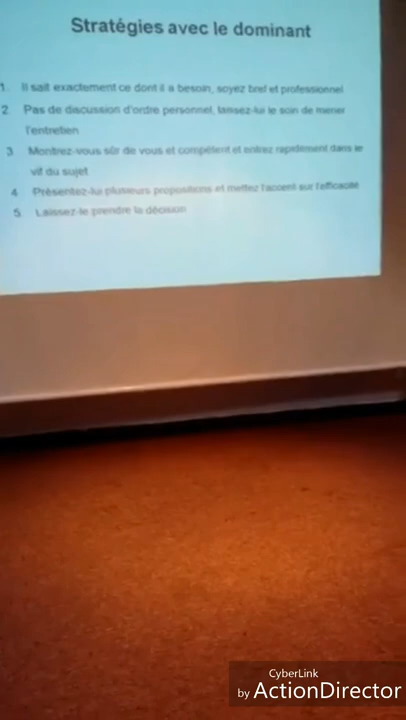 Stratégies avec le dominant
1. Il sait exactement ce dont il a besoin, soyez bref et professionnel
2. Pas de discussion d'ordre personnel, laissez-lui le soin de mener
l'entretien
3. Montrez-vous sûr de vous et compétent et entrez rapidement dans le
vif du sujet
4. Présentez-lui plusieurs propositions et mettez l'accent sur l'efficacité
5. Laissez-le prendre la décision
CyberLink
by ActionDirector